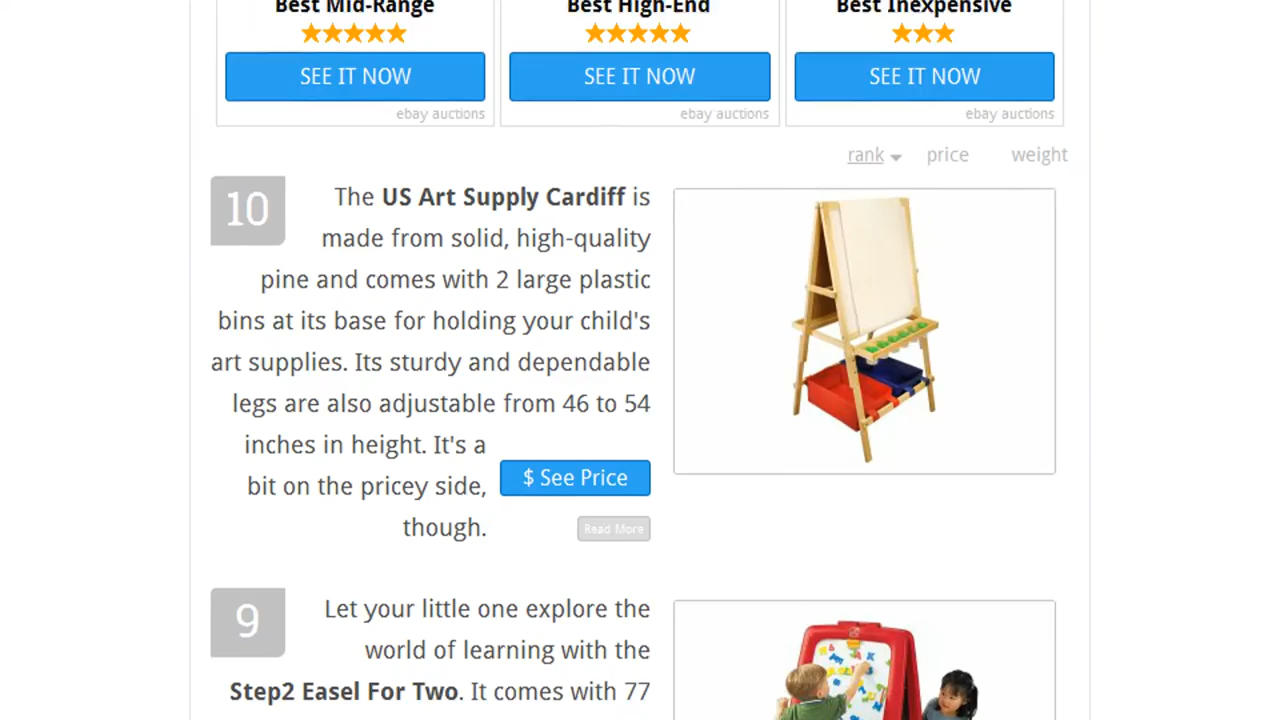 Best Mid-Range
Best High-End
Best Inexpensive
SEE IT NOW
SEE IT NOW
SEE IT NOW
ebay auctions
ebay auctions
ebay auctions
rank price weight
10
The US Art Supply Cardiff is
made from solid, high-quality
pine and comes with 2 large plastic
bins at its base for holding your child's
art supplies. Its sturdy and dependable
legs are also adjustable from 46 to 54
inches in height. It's a
bit on the pricey side,
though.
$ See Price
Read More
9
Let your little one explore the
world of learning with the
Step2 Easel For Two. It comes with 77